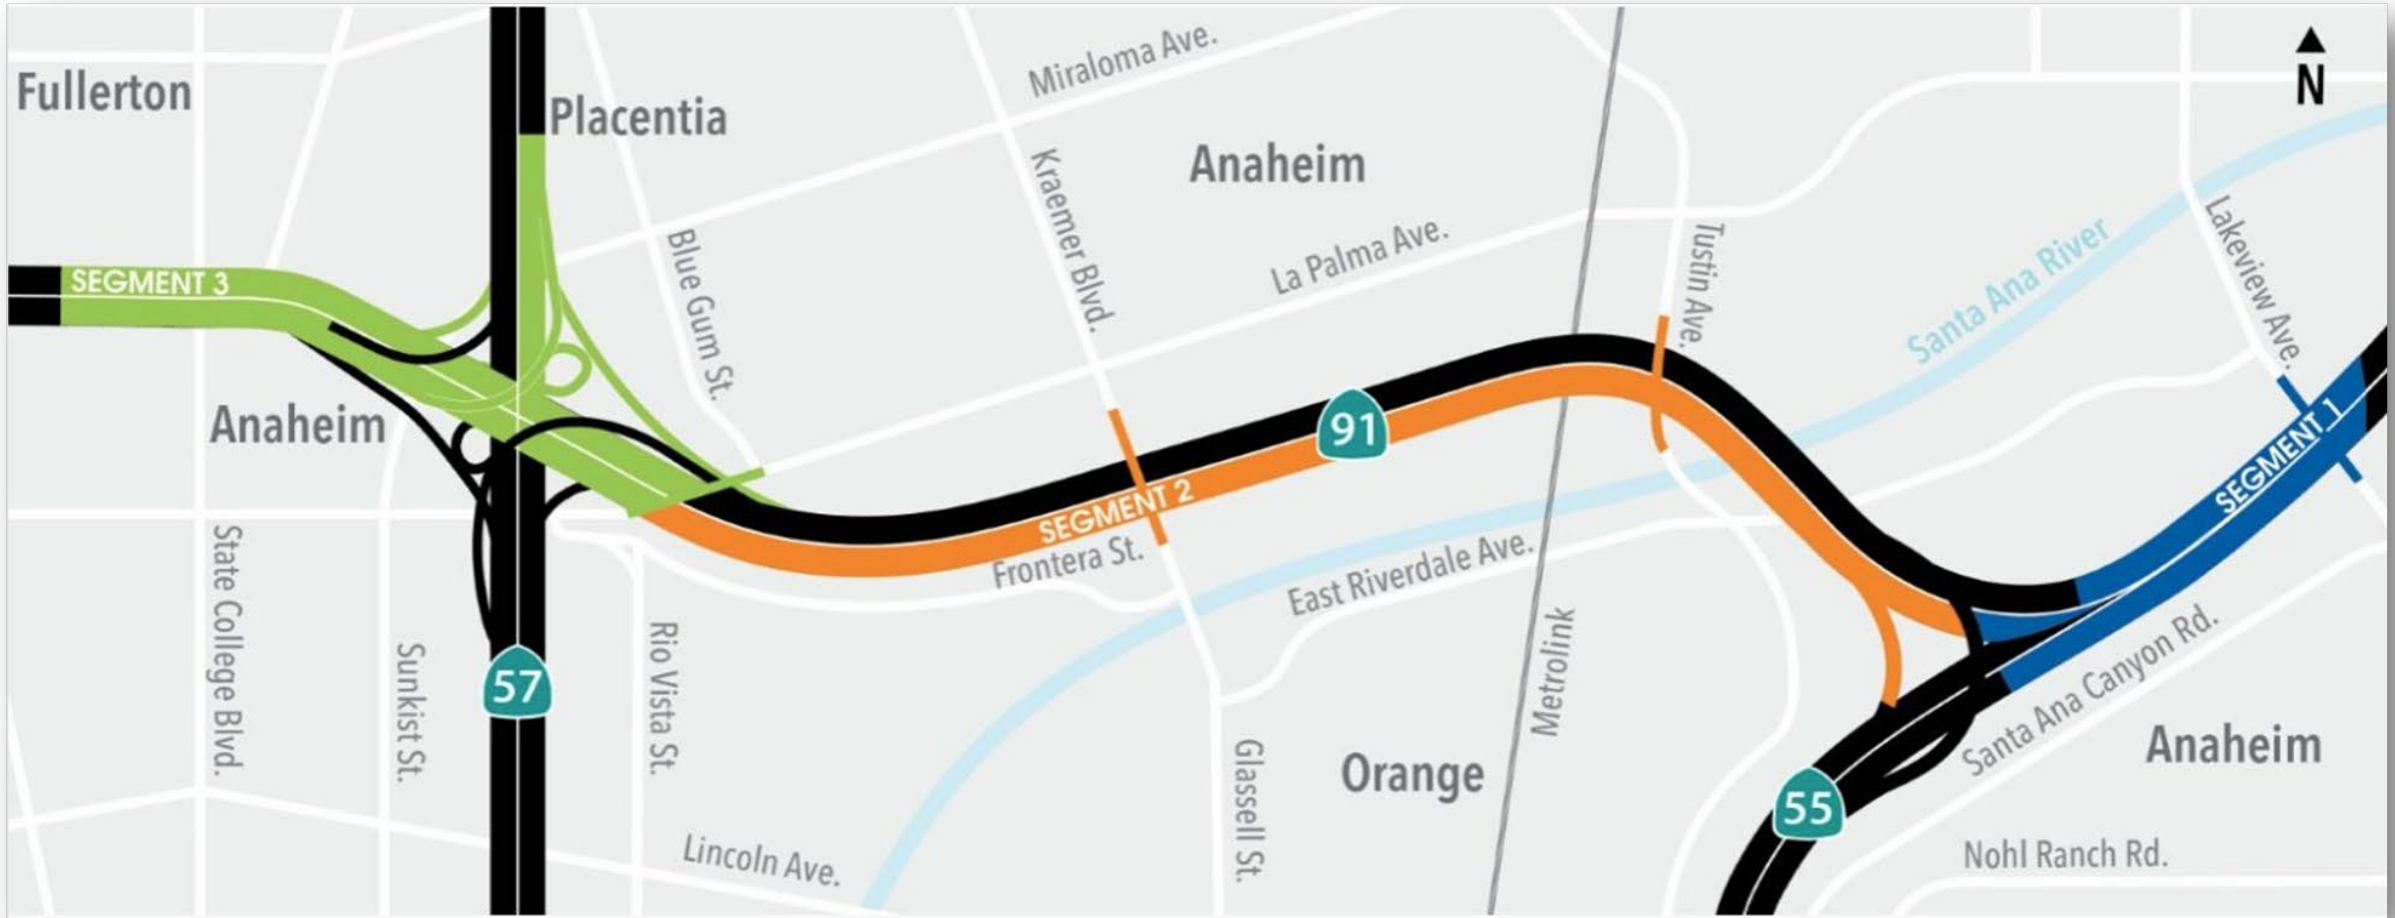 Fullerton
Placentia
Miraloma Ave.
N
Anaheim
Kraemer Blvd.
La Palma Ave.
Blue Gum St.
Tustin Ave.
Santa Ana River
Lakeview Ave.
SEGMENT 3
Anaheim
91
SEGMENT 1
SEGMENT 2
Frontera St.
East Riverdale Ave.
State College Blvd.
Sunkist St.
57
Rio Vista St.
Metrolink
Santa Ana Canyon Rd.
Glassell St.
Orange
Anaheim
55
Lincoln Ave.
Nohl Ranch Rd.